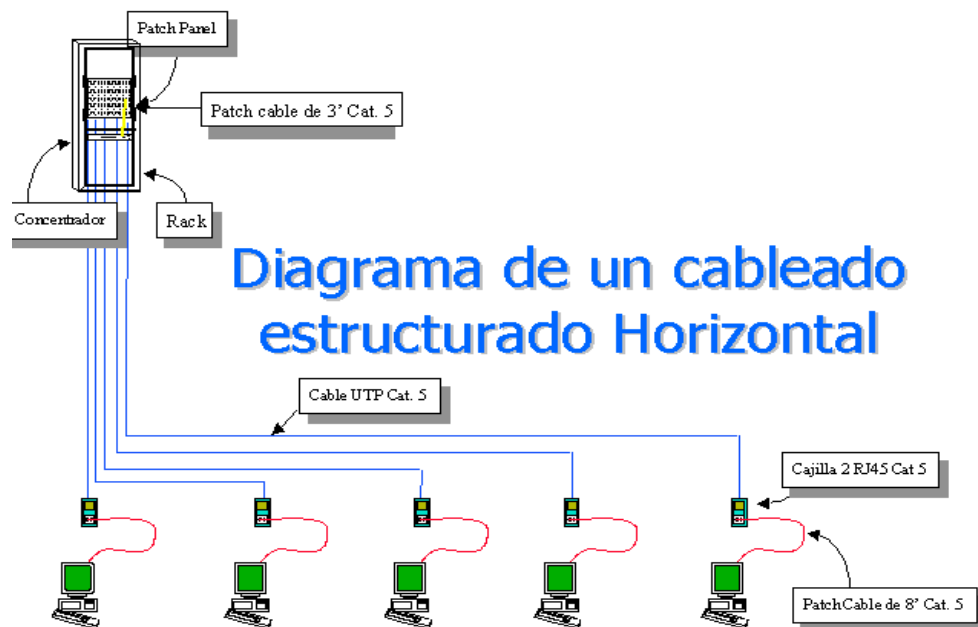 Patch Panel
Patch cable de 3' Cat. 5
Concentrador
Rack
Diagrama de un cableado
estructurado Horizontal
Cable UTP Cat. 5
Cajilla 2 RJ45 Cat 5
PatchCable de 8' Cat. 5